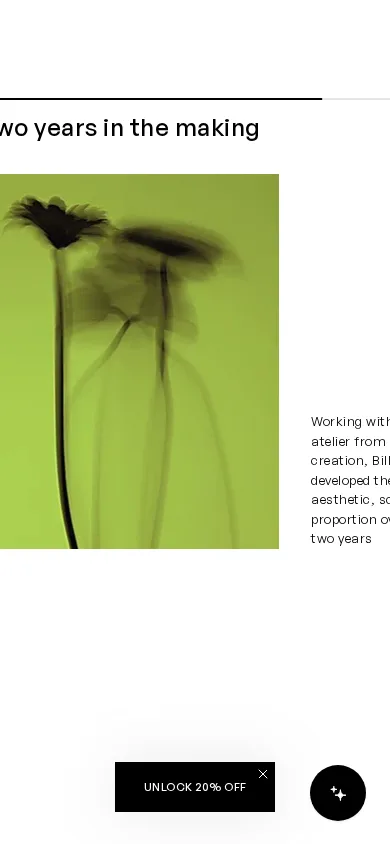 wo years in the making
Working with
atelier from
creation, Bil
developed the
aesthetic, sc
proportion ov
two years
UNLOCK 20% OFF